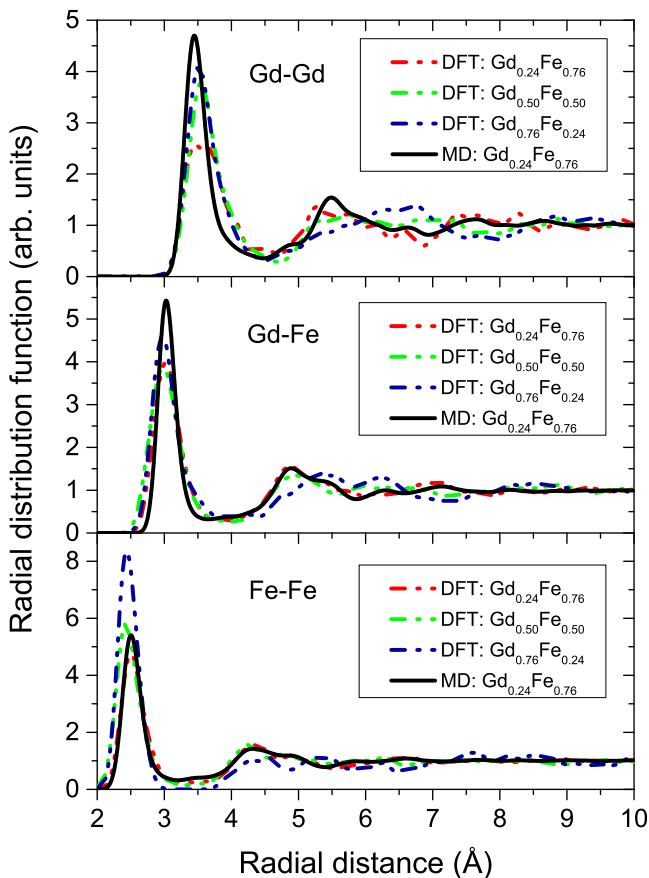 Radial distribution function (arb. units)
5
4
3
2
1
0
Gd-Gd
DFT: Gd0.24Fe0.76
DFT: Gd0.50Fe0.50
DFT: Gd0.76Fe0.24
MD: Gd0.24Fe0.76
5
4
3
2
1
0
Gd-Fe
DFT: Gd0.24Fe0.76
DFT: Gd0.50Fe0.50
DFT: Gd0.76Fe0.24
MD: Gd0.24Fe0.76
8
6
4
2
0
Fe-Fe
DFT: Gd0.24Fe0.76
DFT: Gd0.50Fe0.50
DFT: Gd0.76Fe0.24
MD: Gd0.24Fe0.76
2 3 4 5 6 7 8 9 10
Radial distance (Å)